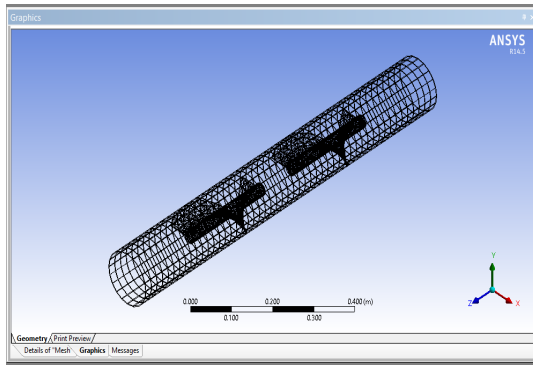 Graphics
ANSYS
R14.5
Y
Z
X
0.000
0.200
0.400 (m)
0.100
0.300
Geometry Print Preview
Details of "Mesh" Graphics Messages